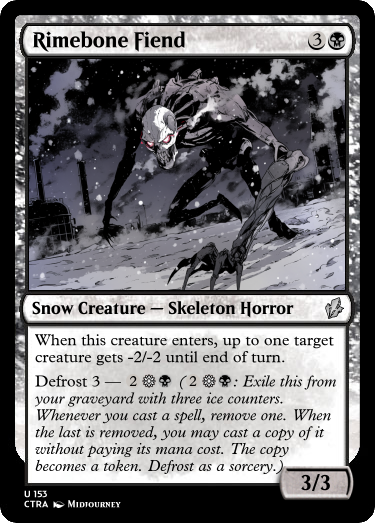 Rimebone Fiend 3
Snow Creature — Skeleton Horror
When this creature enters, up to one target
creature gets -2/-2 until end of turn.
Defrost 3 — 2 ( 2 : Exile this from
your graveyard with three ice counters.
Whenever you cast a spell, remove one. When
the last is removed, you may cast a copy of it
without paying its mana cost. The copy
becomes a token. Defrost as a sorcery.)
3/3
U 153
CTRA Midjourney